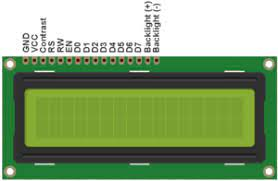 GND
VCC
Contrast
RS
RW
EN
D0
D1
D2
D3
D4
D5
D6
D7
Backlight (+)
Backlight (-)